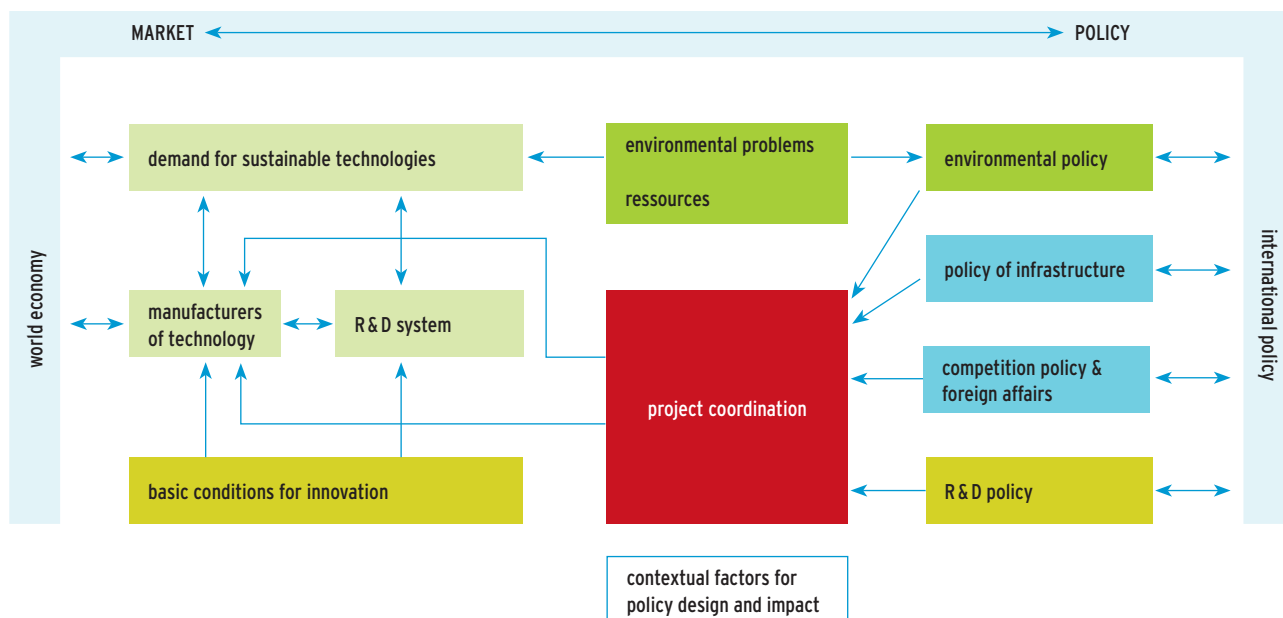 MARKET
POLICY
world economy
demand for sustainable technologies
environmental problems
ressources
environmental policy
policy of infrastructure
manufacturers
of technology
R & D system
project coordination
competition policy &
foreign affairs
basic conditions for innovation
R & D policy
international policy
contextual factors for
policy design and impact